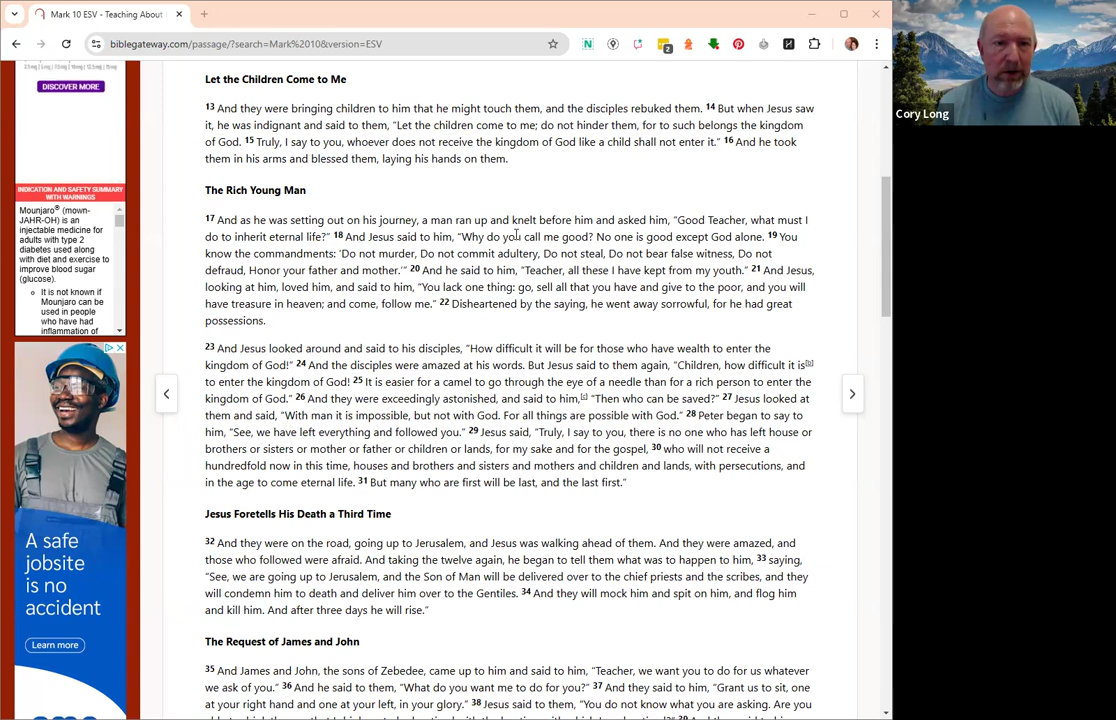 Mark 10 ESV - Teaching About
biblegateway.com/passage/?search=Mark%2010&version=ESV
2
Cory Long
DISCOVER MORE
INDICATION AND SAFETY SUMMARY
WITH WARNINGS
Mounjaro® (mown-
JAHR-OH) is an
injectable medicine for
adults with type 2
diabetes used along
with diet and exercise to
improve blood sugar
(glucose).
It is not known if
Mounjaro can be
used in people
who have had
inflammation of
A safe
jobsite
is no
accident
Learn more
Let the Children Come to Me
13 And they were bringing children to him that he might touch them, and the disciples rebuked them. 14 But when Jesus saw
it, he was indignant and said to them, “Let the children come to me; do not hinder them, for to such belongs the kingdom
of God. 15 Truly, I say to you, whoever does not receive the kingdom of God like a child shall not enter it.” 16 And he took
them in his arms and blessed them, laying his hands on them.
The Rich Young Man
17 And as he was setting out on his journey, a man ran up and knelt before him and asked him, “Good Teacher, what must I
do to inherit eternal life?” 18 And Jesus said to him, “Why do you call me good? No one is good except God alone. 19 You
know the commandments: ‘Do not murder, Do not commit adultery, Do not steal, Do not bear false witness, Do not
defraud, Honor your father and mother.’” 20 And he said to him, “Teacher, all these I have kept from my youth.” 21 And Jesus,
looking at him, loved him, and said to him, “You lack one thing: go, sell all that you have and give to the poor, and you will
have treasure in heaven; and come, follow me.” 22 Disheartened by the saying, he went away sorrowful, for he had great
possessions.
23 And Jesus looked around and said to his disciples, “How difficult it will be for those who have wealth to enter the
kingdom of God!” 24 And the disciples were amazed at his words. But Jesus said to them again, “Children, how difficult it is[b]
to enter the kingdom of God! 25 It is easier for a camel to go through the eye of a needle than for a rich person to enter the
kingdom of God.” 26 And they were exceedingly astonished, and said to him,[c] “Then who can be saved?” 27 Jesus looked at
them and said, “With man it is impossible, but not with God. For all things are possible with God.” 28 Peter began to say to
him, “See, we have left everything and followed you.” 29 Jesus said, “Truly, I say to you, there is no one who has left house or
brothers or sisters or mother or father or children or lands, for my sake and for the gospel, 30 who will not receive a
hundredfold now in this time, houses and brothers and sisters and mothers and children and lands, with persecutions, and
in the age to come eternal life. 31 But many who are first will be last, and the last first.”
Jesus Foretells His Death a Third Time
32 And they were on the road, going up to Jerusalem, and Jesus was walking ahead of them. And they were amazed, and
those who followed were afraid. And taking the twelve again, he began to tell them what was to happen to him, 33 saying,
“See, we are going up to Jerusalem, and the Son of Man will be delivered over to the chief priests and the scribes, and they
will condemn him to death and deliver him over to the Gentiles. 34 And they will mock him and spit on him, and flog him
and kill him. And after three days he will rise.”
The Request of James and John
35 And James and John, the sons of Zebedee, came up to him and said to him, “Teacher, we want you to do for us whatever
we ask of you.” 36 And he said to them, “What do you want me to do for you?” 37 And they said to him, “Grant us to sit, one
at your right hand and one at your left, in your glory.” 38 Jesus said to them, “You do not know what you are asking. Are you